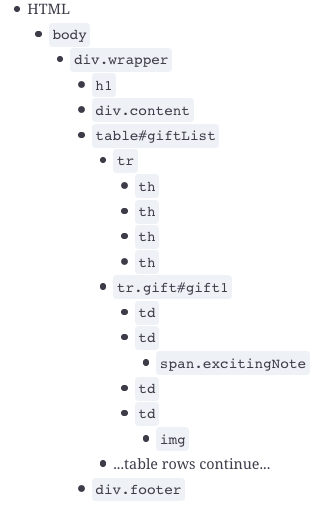 HTML
body
div.wrapper
h1
div.content
table#giftList
tr
th
th
th
th
tr.gift#gift1
td
td
span.excitingNote
td
td
img
...table rows continue...
div.footer